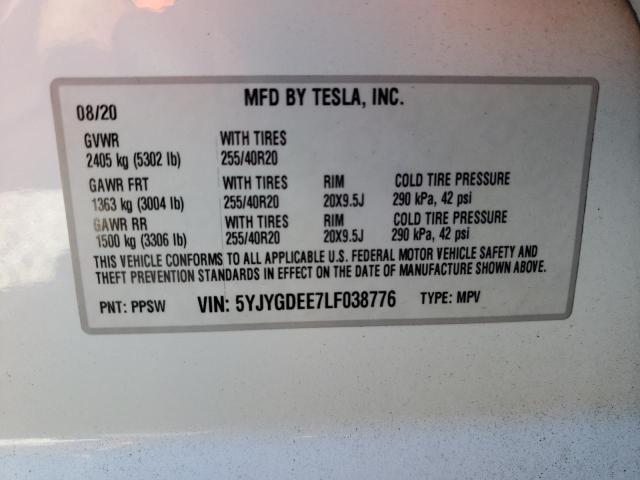 MFD BY TESLA, INC.
08/20
GVWR WITH TIRES
2405 kg (5302 lb) 255/40R20
GAWR FRT WITH TIRES RIM COLD TIRE PRESSURE
1363 kg (3004 lb) 255/40R20 20X9.5J 290 kPa, 42 psi
GAWR RR WITH TIRES RIM COLD TIRE PRESSURE
1500 kg (3306 lb) 255/40R20 20X9.5J 290 kPa, 42 psi
THIS VEHICLE CONFORMS TO ALL APPLICABLE U.S. FEDERAL MOTOR VEHICLE SAFETY AND
THEFT PREVENTION STANDARDS IN EFFECT ON THE DATE OF MANUFACTURE SHOWN ABOVE.
PNT: PPSW VIN: 5YJYGDEE7LF038776 TYPE: MPV